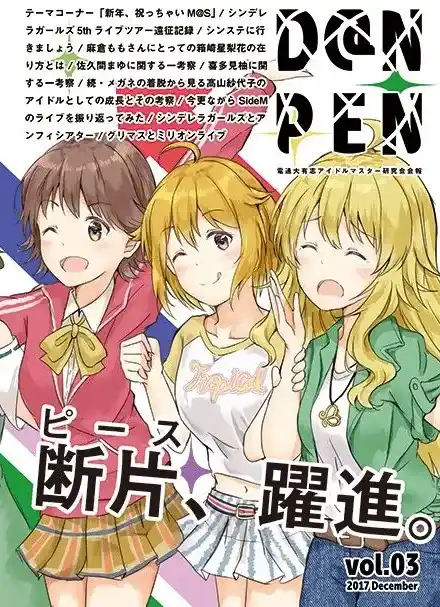 テーマコーナー「新年、祝っちゃいM@S」/シンデレ
ラガールズ5thライブツアー遠征記録/シンステに行
きましょう/麻倉ももさんにとっての箱崎星梨花の在
り方とは/佐久間まゆに関する一考察/喜多見柚に関
する一考察/続・メガネの着脱から見る高山紗代子の
アイドルとしての成長とその考察/今更ながらSideM
のライブを振り返ってみた/シンデレラガールズとア
ンフィシアター/グリマスとミリオンライブ
D@N
PEN
電通大有志アイドルマスター研究会会報
Tropical
ピース
断片、躍進。
vol.03
2017 December